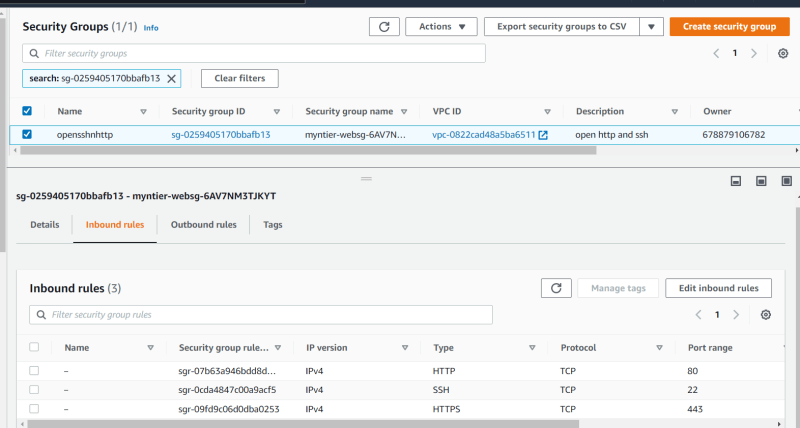 Security Groups (1/1) Info Actions Export security groups to CSV Create security group
Filter security groups 1
search: sg-0259405170bbafb13 Clear filters
Name Security group ID Security group name VPC ID Description Owner
opensshnhttp sg-0259405170bbafb13 myntier-websg-6AV7N... vpc-0822cad48a5ba6511 open http and ssh 678879106782
sg-0259405170bbafb13 - myntier-websg-6AV7NM3TJKYT
Details Inbound rules Outbound rules Tags
Inbound rules (3) Manage tags Edit inbound rules
Filter security group rules 1
Name Security group rule... IP version Type Protocol Port range
– sgr-07b63a946bdd8d... IPv4 HTTP TCP 80
– sgr-0cda4847c00a9acf5 IPv4 SSH TCP 22
– sgr-09fd9c06d0dba0253 IPv4 HTTPS TCP 443